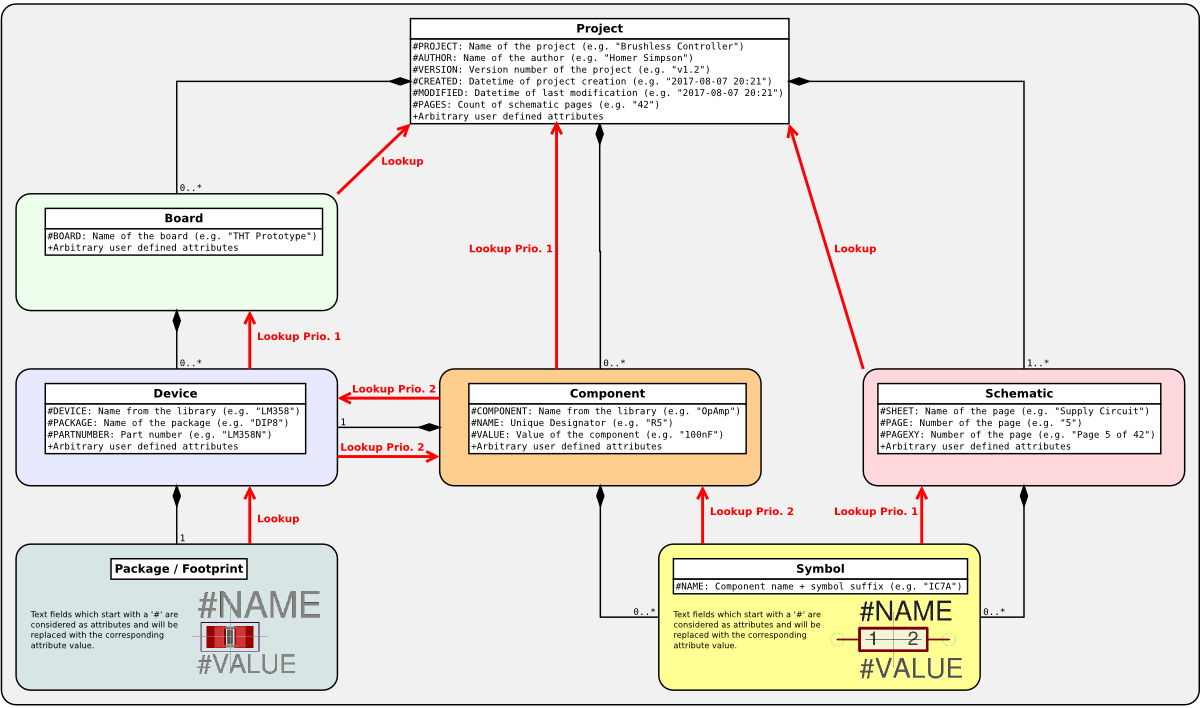 Project
#PROJECT: Name of the project (e.g. "Brushless Controller")
#AUTHOR: Name of the author (e.g. "Homer Simpson")
#VERSION: Version number of the project (e.g. "v1.2")
#CREATED: Datetime of project creation (e.g. "2017-08-07 20:21")
#MODIFIED: Datetime of last modification (e.g. "2017-08-07 20:21")
#PAGES: Count of schematic pages (e.g. "42")
+Arbitrary user defined attributes
Lookup
0..*
Board
#BOARD: Name of the board (e.g. "THT Prototype")
+Arbitrary user defined attributes
Lookup Prio. 1
Lookup
Lookup Prio. 1
0..*
0..*
1..*
Device
#DEVICE: Name from the library (e.g. "LM358")
#PACKAGE: Name of the package (e.g. "DIP8")
#PARTNUMBER: Part number (e.g. "LM358N")
+Arbitrary user defined attributes
Lookup Prio. 2
1
Lookup Prio. 2
Component
#COMPONENT: Name from the library (e.g. "OpAmp")
#NAME: Unique Designator (e.g. "R5")
#VALUE: Value of the component (e.g. "100nF")
+Arbitrary user defined attributes
Schematic
#SHEET: Name of the page (e.g. "Supply Circuit")
#PAGE: Number of the page (e.g. "5")
#PAGEXY: Number of the page (e.g. "Page 5 of 42")
+Arbitrary user defined attributes
Lookup
Lookup Prio. 2
Lookup Prio. 1
1
Package / Footprint
Text fields which start with a '#' are
considered as attributes and will be
replaced with the corresponding
attribute value.
#NAME
#VALUE
0..*
Symbol
#NAME: Component name + symbol suffix (e.g. "IC7A")
Text fields which start with a '#' are
considered as attributes and will be
replaced with the corresponding
attribute value.
#NAME
1 2
#VALUE
0..*